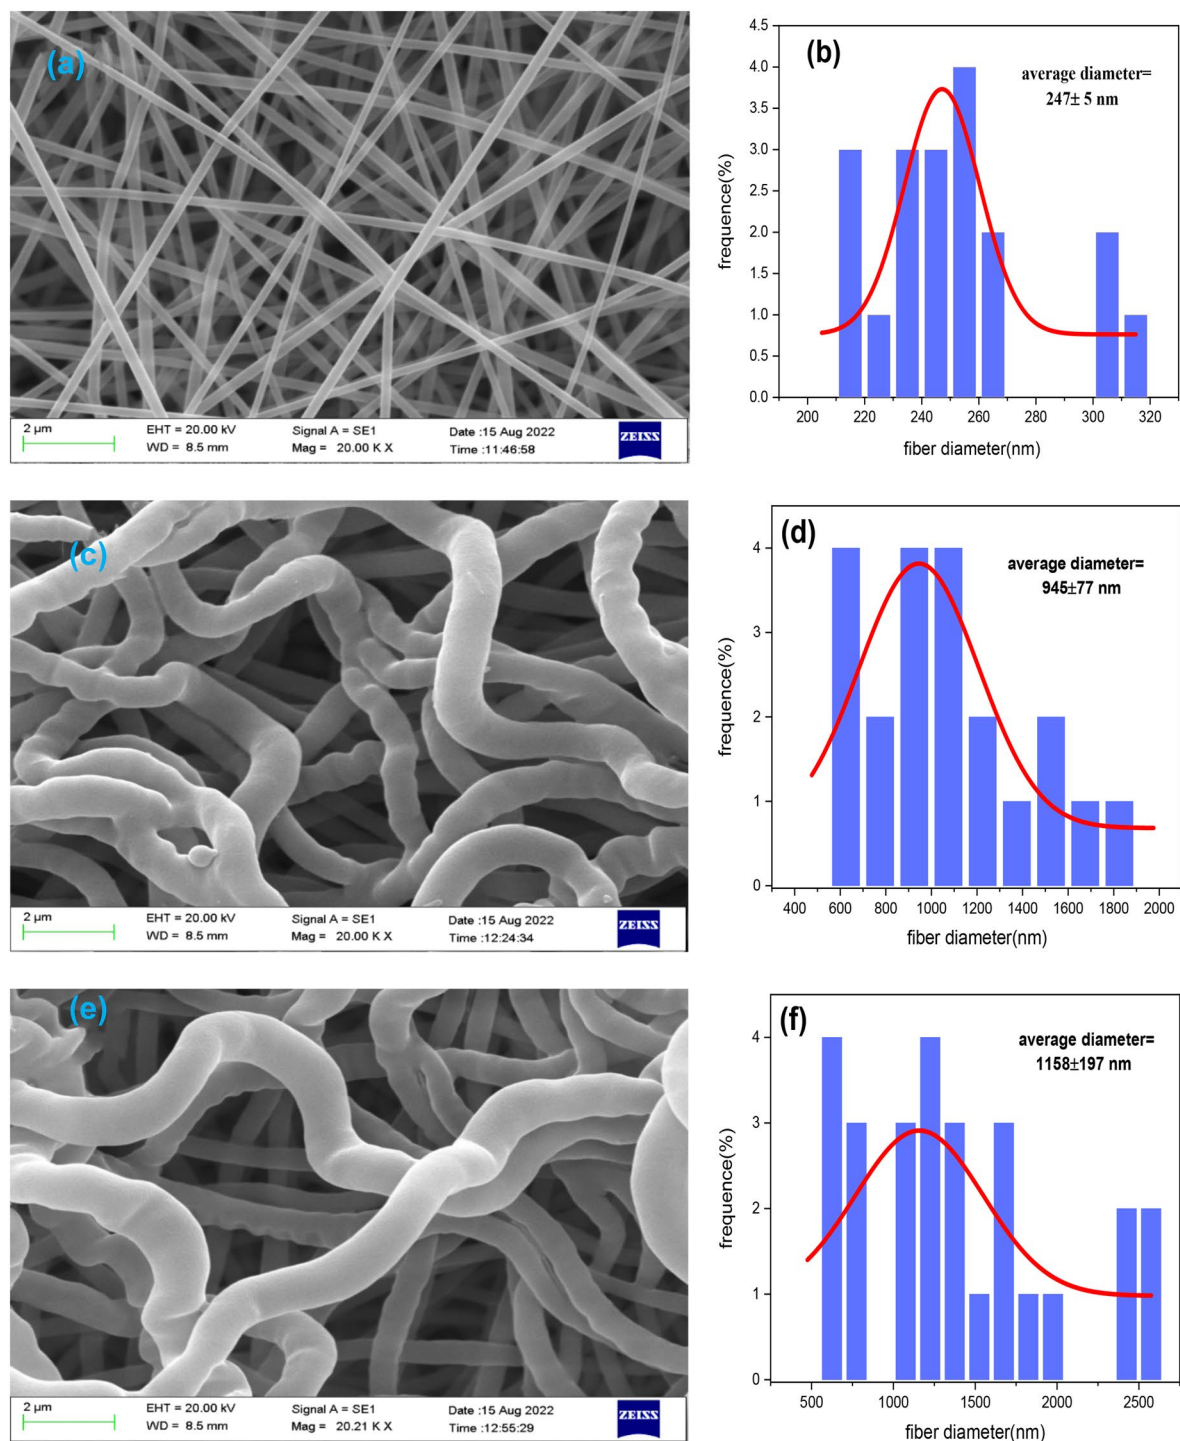 (a)
2 µm
EHT = 20.00 kV
Signal A = SE1
Date :15 Aug 2022
WD = 8.5 mm
Mag = 20.00 K X
Time :11:46:58
ZEISS
(b)
average diameter=
247± 5 nm
frequence(%)
4.5
4.0
3.5
3.0
2.5
2.0
1.5
1.0
0.5
0.0
200 220 240 260 280 300 320
fiber diameter(nm)
(c)
2 µm
EHT = 20.00 kV
Signal A = SE1
Date :15 Aug 2022
WD = 8.5 mm
Mag = 20.00 K X
Time :12:24:34
ZEISS
(d)
average diameter=
945±77 nm
frequence(%)
4
3
2
1
0
400 600 800 1000 1200 1400 1600 1800 2000
fiber diameter(nm)
(e)
2 µm
EHT = 20.00 kV
Signal A = SE1
Date :15 Aug 2022
WD = 8.5 mm
Mag = 20.21 K X
Time :12:55:29
ZEISS
(f)
average diameter=
1158±197 nm
frequence(%)
4
3
2
1
0
500 1000 1500 2000 2500
fiber diameter(nm)